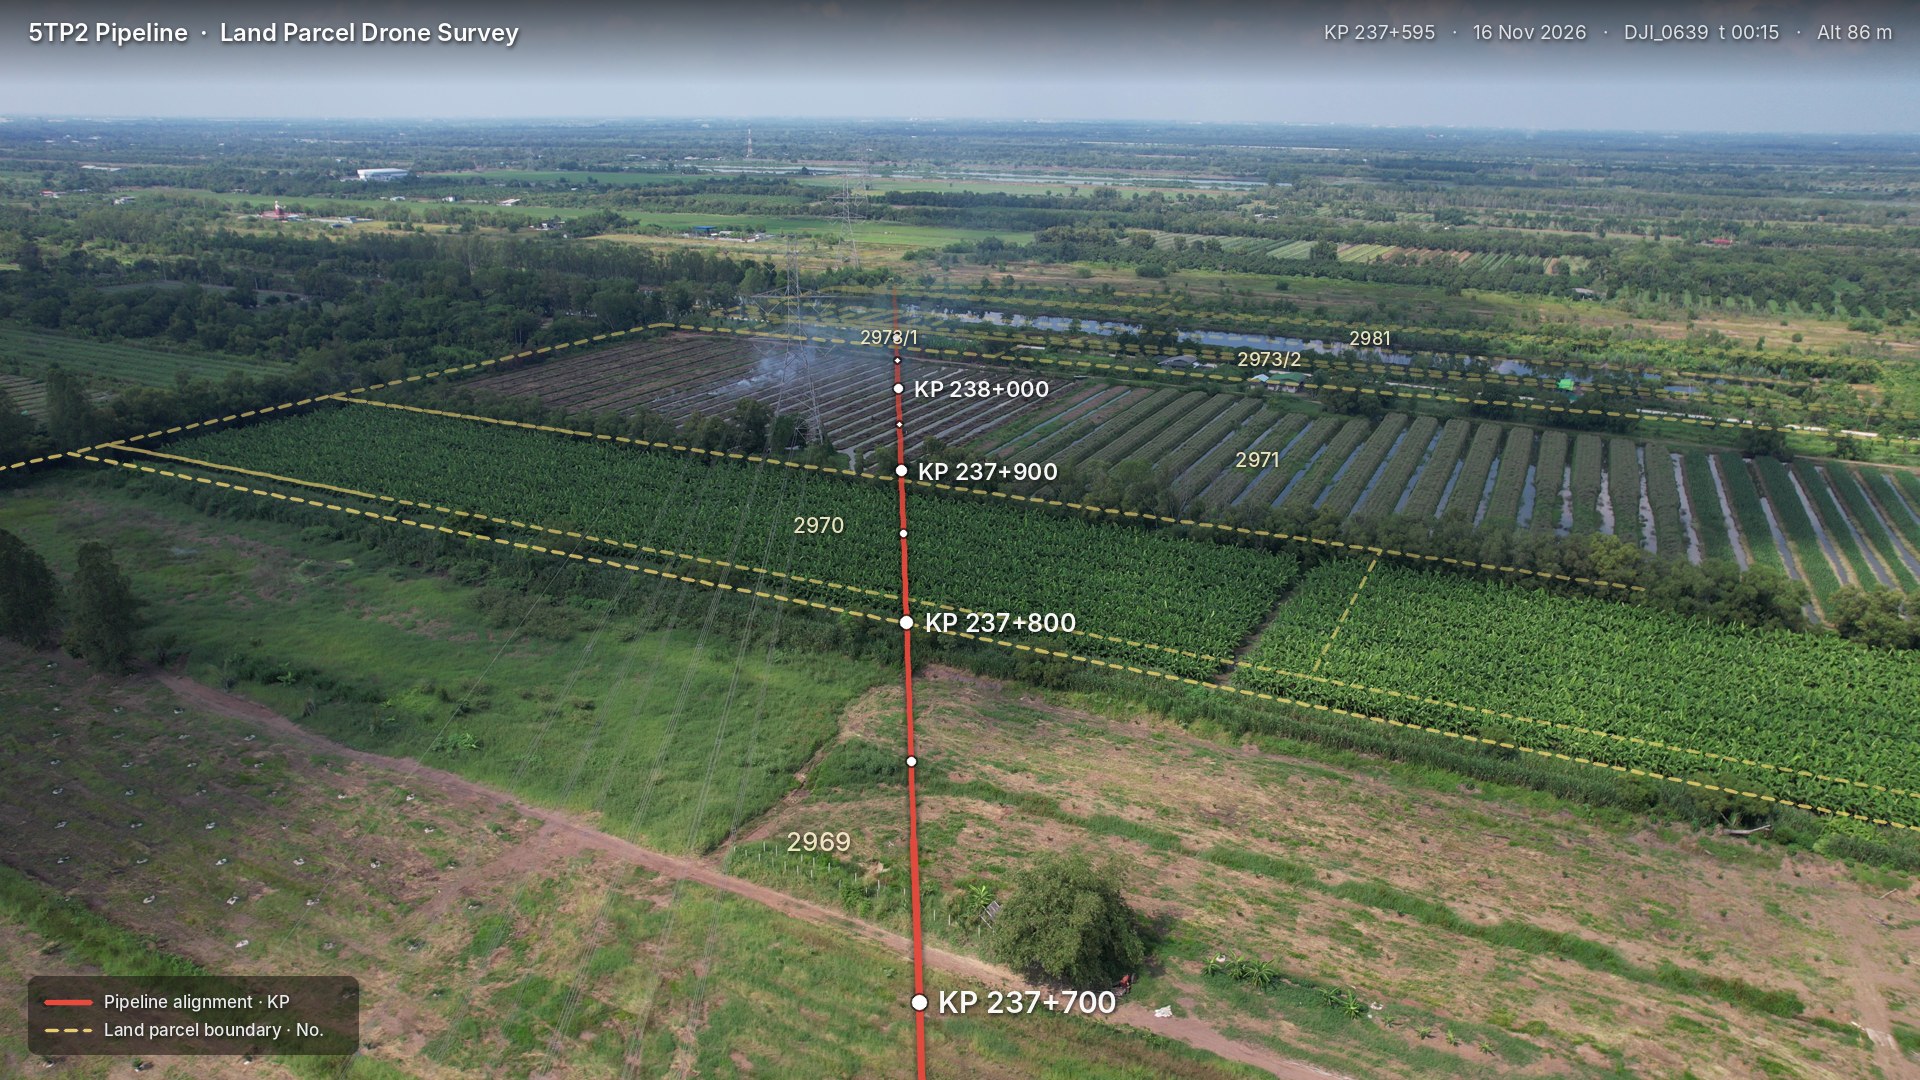 5TP2 Pipeline · Land Parcel Drone Survey
KP 237+595 · 16 Nov 2026 · DJI_0639 t 00:15 · Alt 86 m
2973/1
2981
2973/2
KP 238+000
2971
KP 237+900
2970
KP 237+800
2969
KP 237+700
Pipeline alignment · KP
Land parcel boundary · No.